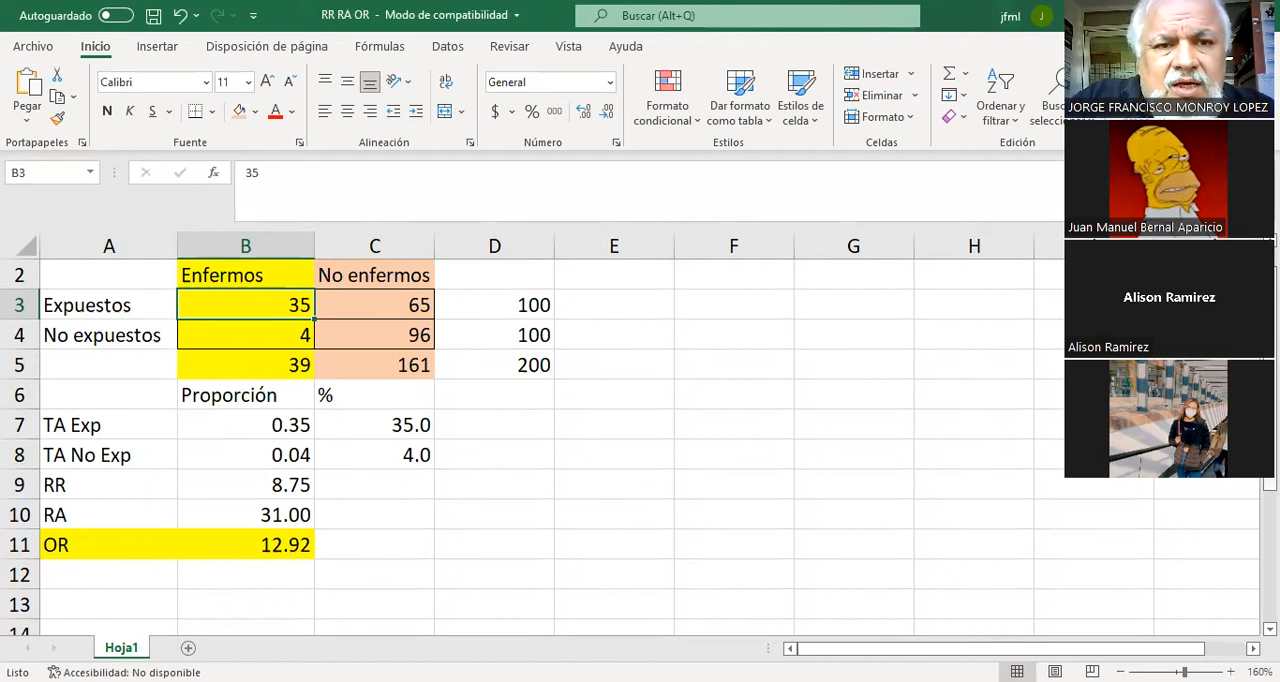 Autoguardado
RR RA OR - Modo de compatibilidad
Buscar (Alt+Q)
jfml
J
Archivo Inicio Insertar Disposición de página Fórmulas Datos Revisar Vista Ayuda
Pegar
Calibri 11
N K S
General
$ % 000
Formato condicional
Dar formato como tabla
Estilos de celda
Insertar
Eliminar
Formato
Ordenar y filtrar
Portapapeles Fuente Alineación Número Estilos Celdas Edición
B3
fx
35
A B C D E F G H
2 Enfermos No enfermos
3 Expuestos 35 65 100
4 No expuestos 4 96 100
5 39 161 200
6 Proporción %
7 TA Exp 0.35 35.0
8 TA No Exp 0.04 4.0
9 RR 8.75
10 RA 31.00
11 OR 12.92
12
13
14
Hoja1
Listo
Accesibilidad: No disponible
160%
JORGE FRANCISCO MONROY LOPEZ
Juan Manuel Bernal Aparicio
Alison Ramirez
Alison Ramirez